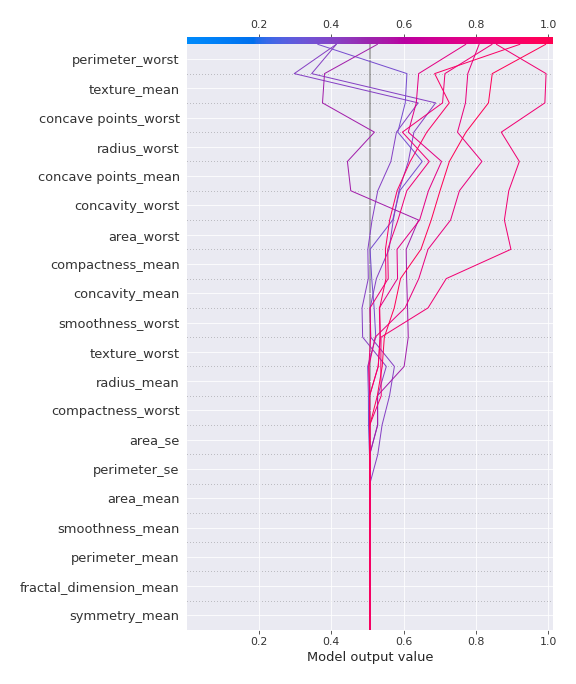 0.2 0.4 0.6 0.8 1.0
perimeter_worst
texture_mean
concave points_worst
radius_worst
concave points_mean
concavity_worst
area_worst
compactness_mean
concavity_mean
smoothness_worst
texture_worst
radius_mean
compactness_worst
area_se
perimeter_se
area_mean
smoothness_mean
perimeter_mean
fractal_dimension_mean
symmetry_mean
0.2 0.4 0.6 0.8 1.0
Model output value